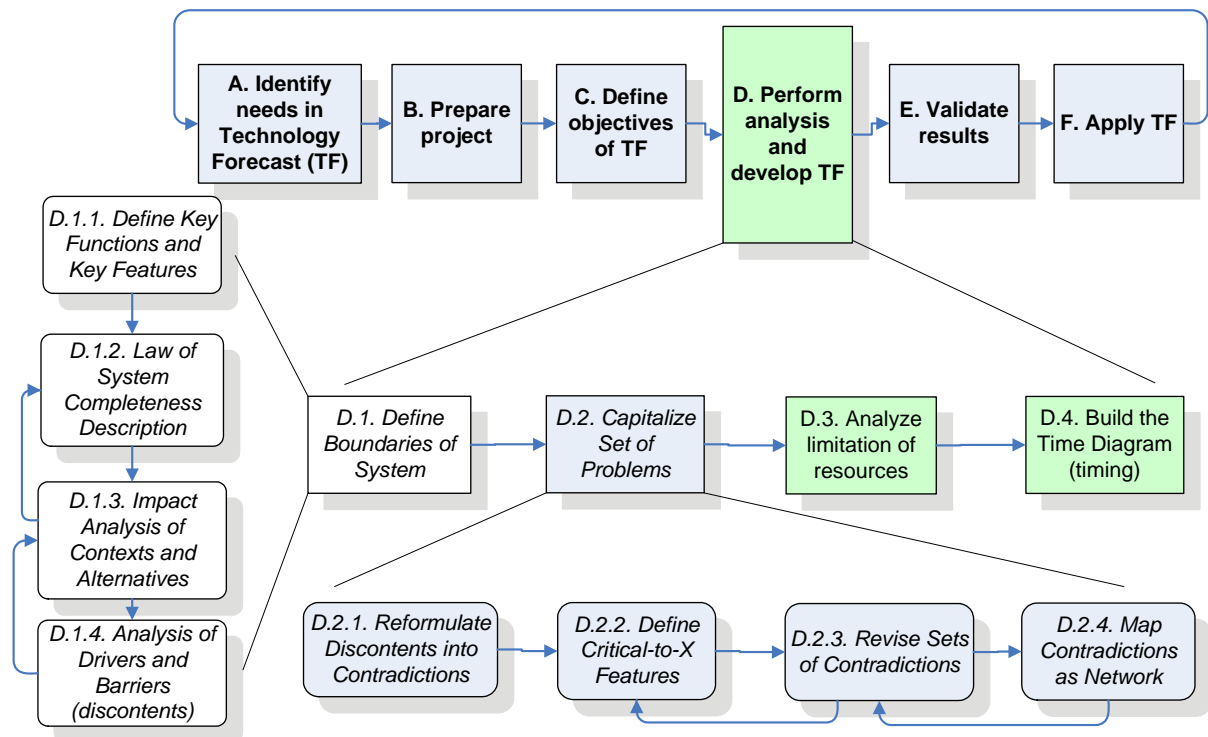 A. Identify
needs in
Technology
Forecast (TF)
B. Prepare
project
C. Define
objectives
of TF
D. Perform
analysis
and
develop TF
E. Validate
results
F. Apply TF
D.1.1. Define Key
Functions and
Key Features
D.1.2. Law of
System
Completeness
Description
D.1.3. Impact
Analysis of
Contexts and
Alternatives
D.1.4. Analysis of
Drivers and
Barriers
(discontents)
D.1. Define
Boundaries of
System
D.2. Capitalize
Set of
Problems
D.3. Analyze
limitation of
resources
D.4. Build the
Time Diagram
(timing)
D.2.1. Reformulate
Discontents into
Contradictions
D.2.2. Define
Critical-to-X
Features
D.2.3. Revise Sets
of Contradictions
D.2.4. Map
Contradictions
as Network